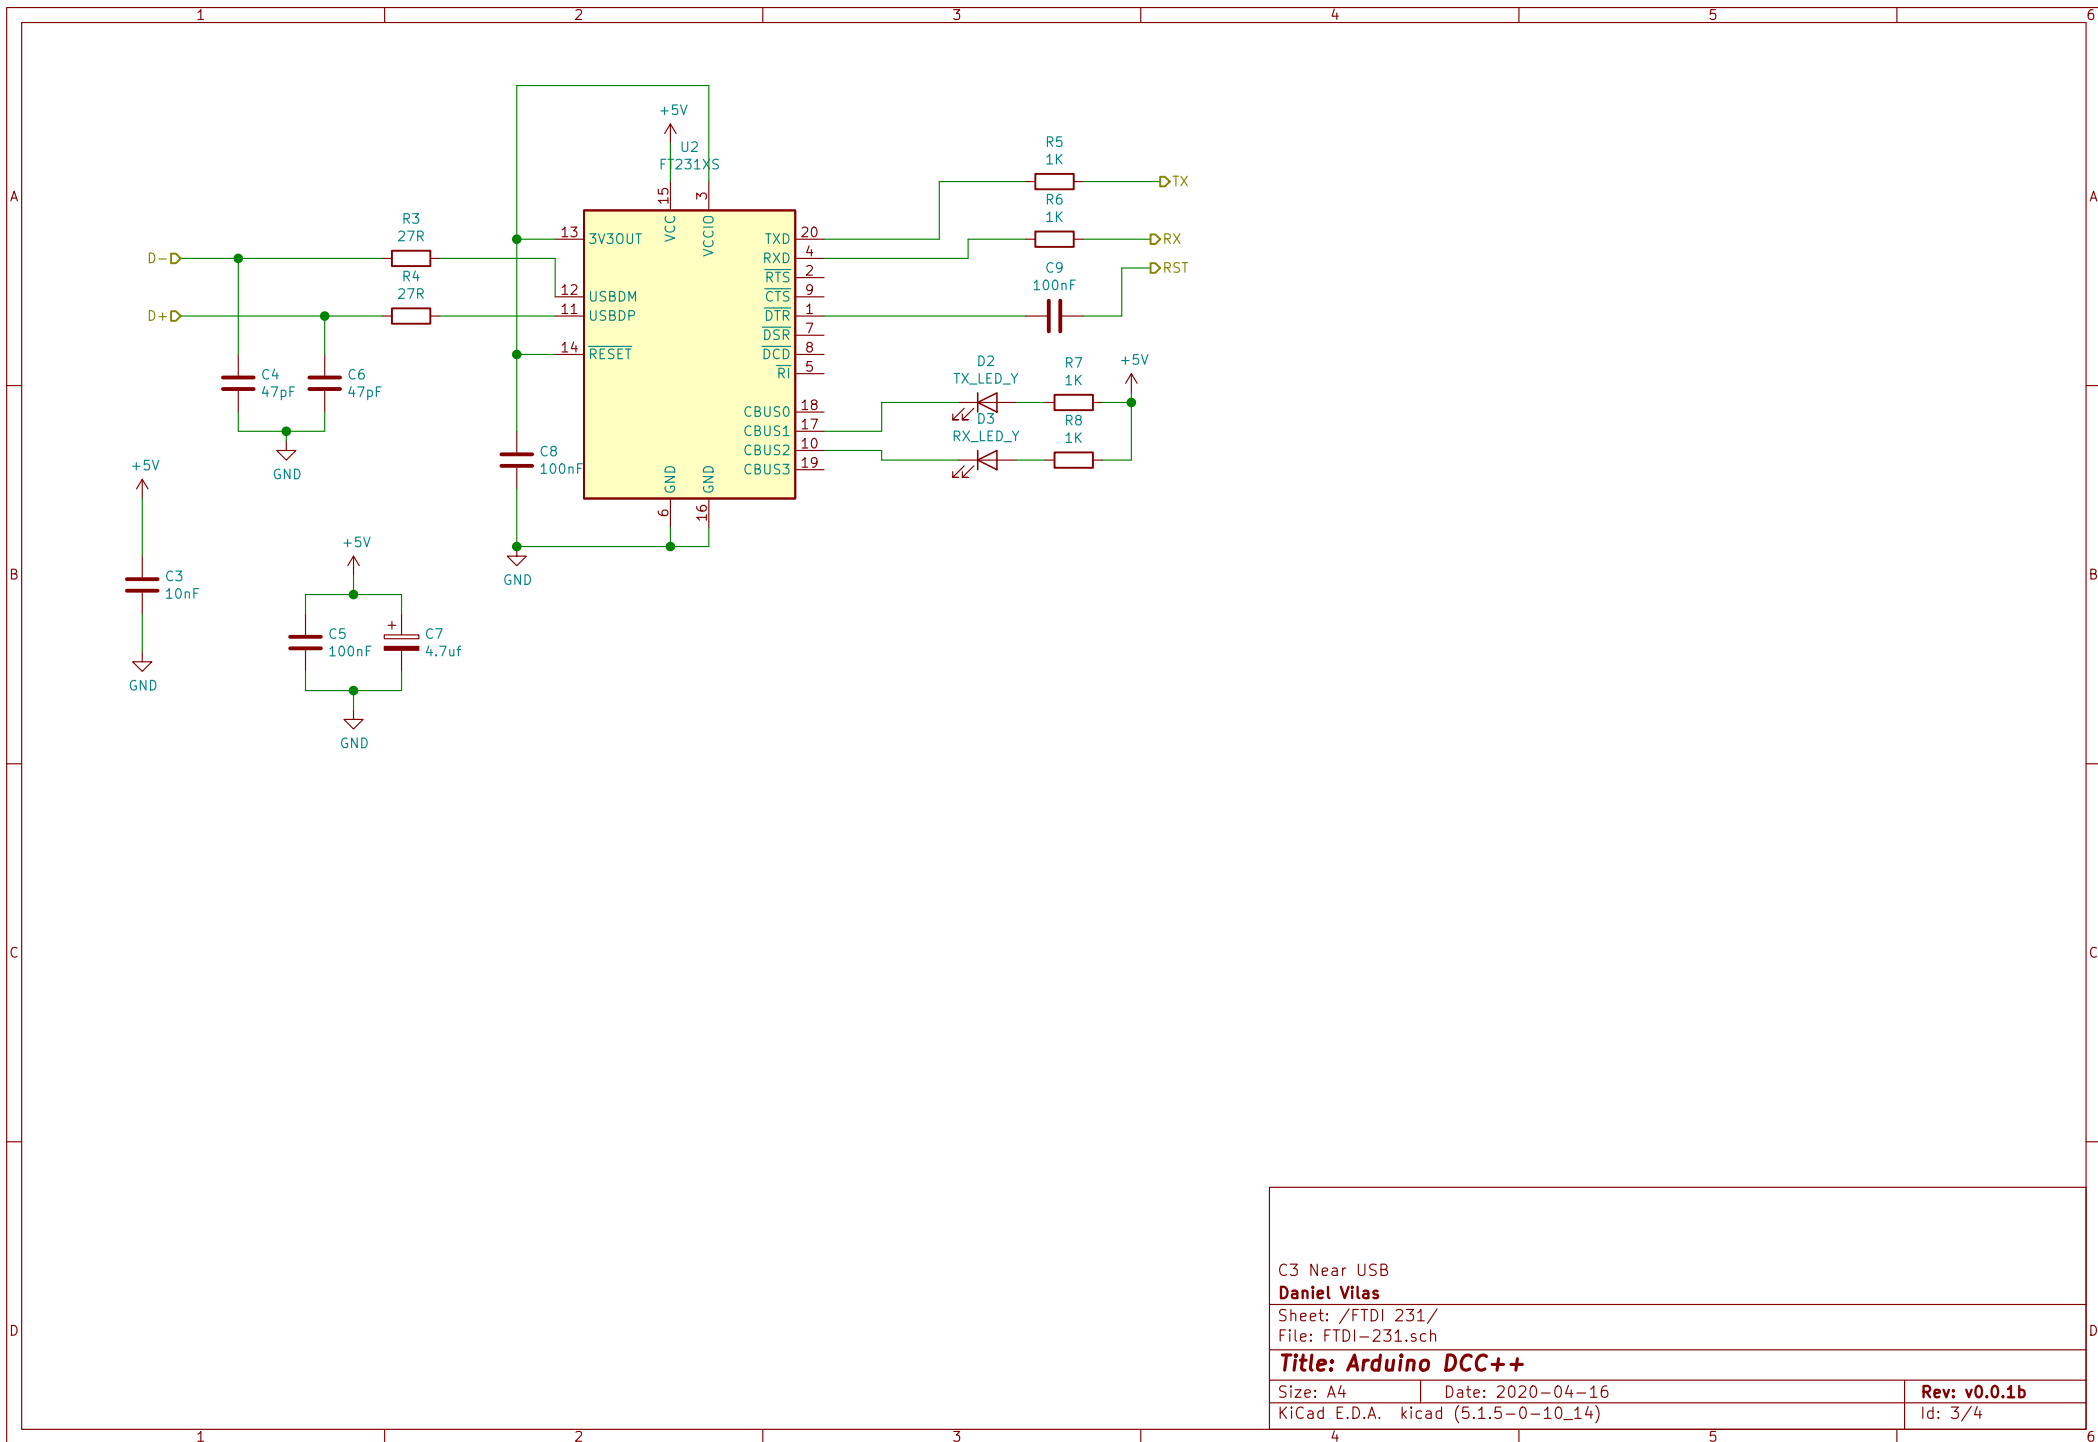 1 2 3 4 5 6
A A
B B
C C
D D
1 2 3 4 5 6
+5V
U2
FT231XS
15
3
VCC
VCCIO
13 3V3OUT
12 USBDM
11 USBDP
14 RESET
TXD 20
RXD 4
RTS 2
CTS 9
DTR 1
DSR 7
DCD 8
RI 5
CBUS0 18
CBUS1 17
CBUS2 10
CBUS3 19
GND
GND
6
16
R5
1K
TX
R6
1K
RX
RST
C9
100nF
R3
27R
D-
R4
27R
D+
C4
47pF
C6
47pF
GND
D2
TX_LED_Y
R7
1K
+5V
D3
RX_LED_Y
R8
1K
C8
100nF
GND
+5V
C3
10nF
GND
+5V
C5
100nF
+
C7
4.7uf
GND
C3 Near USB
Daniel Vilas
Sheet: /FTDI 231/
File: FTDI-231.sch
Title: Arduino DCC++
Size: A4 Date: 2020-04-16 Rev: v0.0.1b
KiCad E.D.A. kicad (5.1.5-0-10_14) Id: 3/4